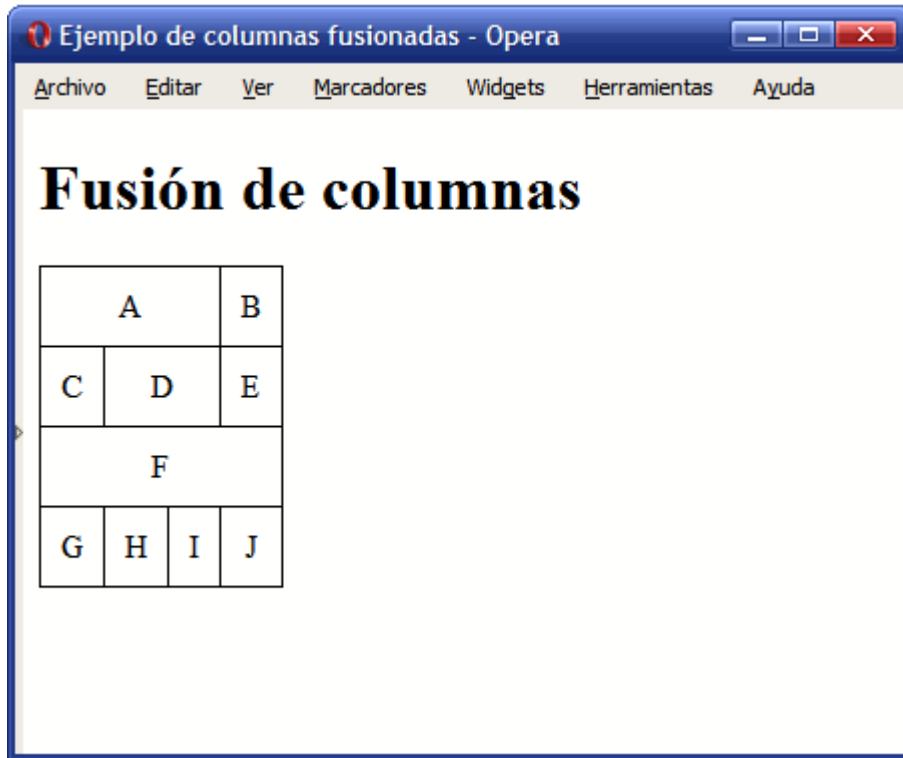 Ejemplo de columnas fusionadas - Opera
Archivo Editar Ver Marcadores Widgets Herramientas Ayuda
Fusión de columnas
A B
C D E
F
G H I J